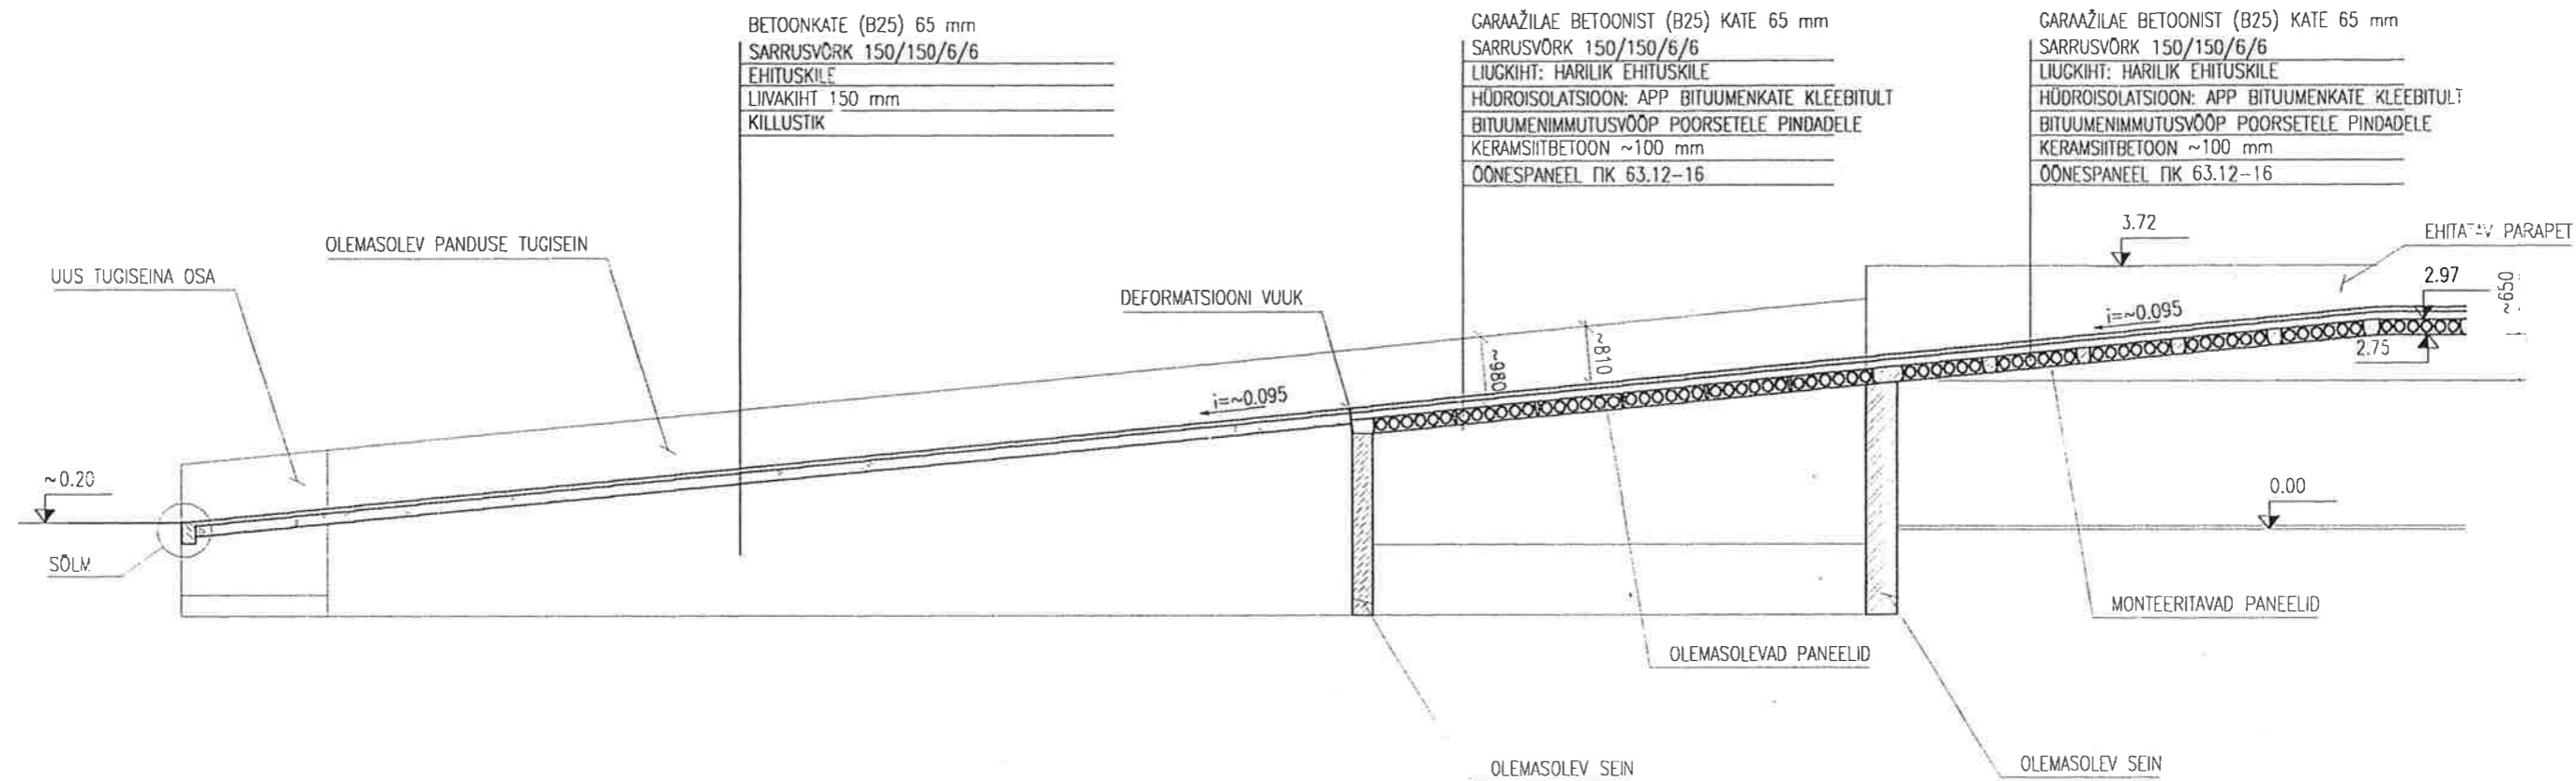 BETOONKATE (B25) 65 mm
SARRUSVÕRK 150/150/6/6
EHITUSKILE
LIIVAKIHT 150 mm
KILLUSTIK
GARAAŽILAE BETOONIST (B25) KATE 65 mm
SARRUSVÕRK 150/150/6/6
LIUGKIHT: HARILIK EHITUSKILE
HÜDROISOLATSIOON: APP BITUUMENKATE KLEEBITULT
BITUUMENIMMUTUSVÕÕP POORSETELE PINDADELE
KERAMSIITBETOON ~100 mm
ÕÕNESPANEEL ПК 63.12-16
GARAAŽILAE BETOONIST (B25) KATE 65 mm
SARRUSVÕRK 150/150/6/6
LIUGKIHT: HARILIK EHITUSKILE
HÜDROISOLATSIOON: APP BITUUMENKATE KLEEBITULT
BITUUMENIMMUTUSVÕÕP POORSETELE PINDADELE
KERAMSIITBETOON ~100 mm
ÕÕNESPANEEL ПК 63.12-16
3.72
EHITATAV PARAPET
OLEMASOLEV PANDUSE TUGISEIN
UUS TUGISEINA OSA
2.97
~650
DEFORMATSIOONI VUUK
i=~0.095
2.75
~810
~980
i=~0.095
~0.20
0.00
SÕLM
MONTEERITAVAD PANEELID
OLEMASOLEVAD PANEELID
OLEMASOLEV SEIN
OLEMASOLEV SEIN